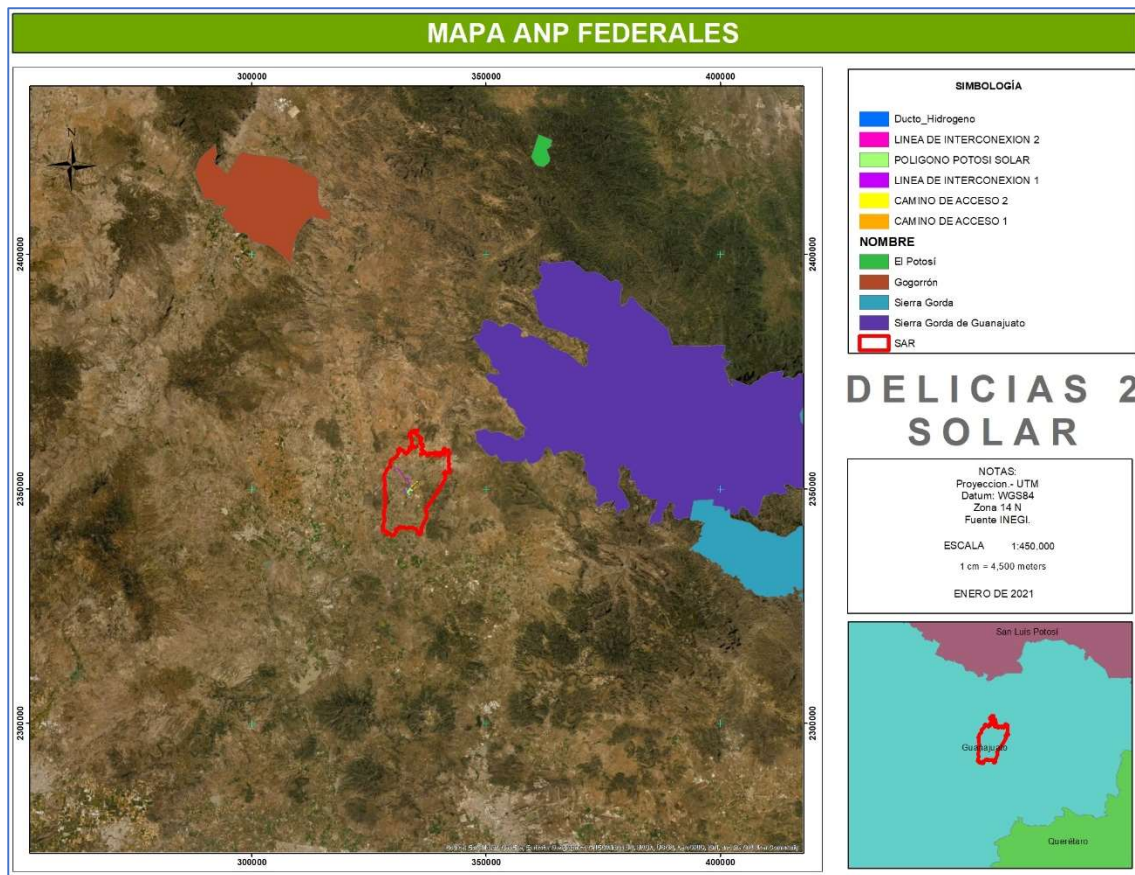 MAPA ANP FEDERALES
300000 350000 400000
N
2400000 2400000
2350000 2350000
2300000 2300000
300000 350000 400000
SIMBOLOGÍA
Ducto_Hidrogeno
LINEA DE INTERCONEXION 2
POLIGONO POTOSI SOLAR
LINEA DE INTERCONEXION 1
CAMINO DE ACCESO 2
CAMINO DE ACCESO 1
NOMBRE
El Potosí
Gogorrón
Sierra Gorda
Sierra Gorda de Guanajuato
SAR
DELICIAS 2
SOLAR
NOTAS:
Proyeccion.- UTM
Datum: WGS84
Zona 14 N
Fuente INEGI.
ESCALA 1:450,000
1 cm = 4,500 meters
ENERO DE 2021
San Luis Potosí
Guanajuato
Querétaro